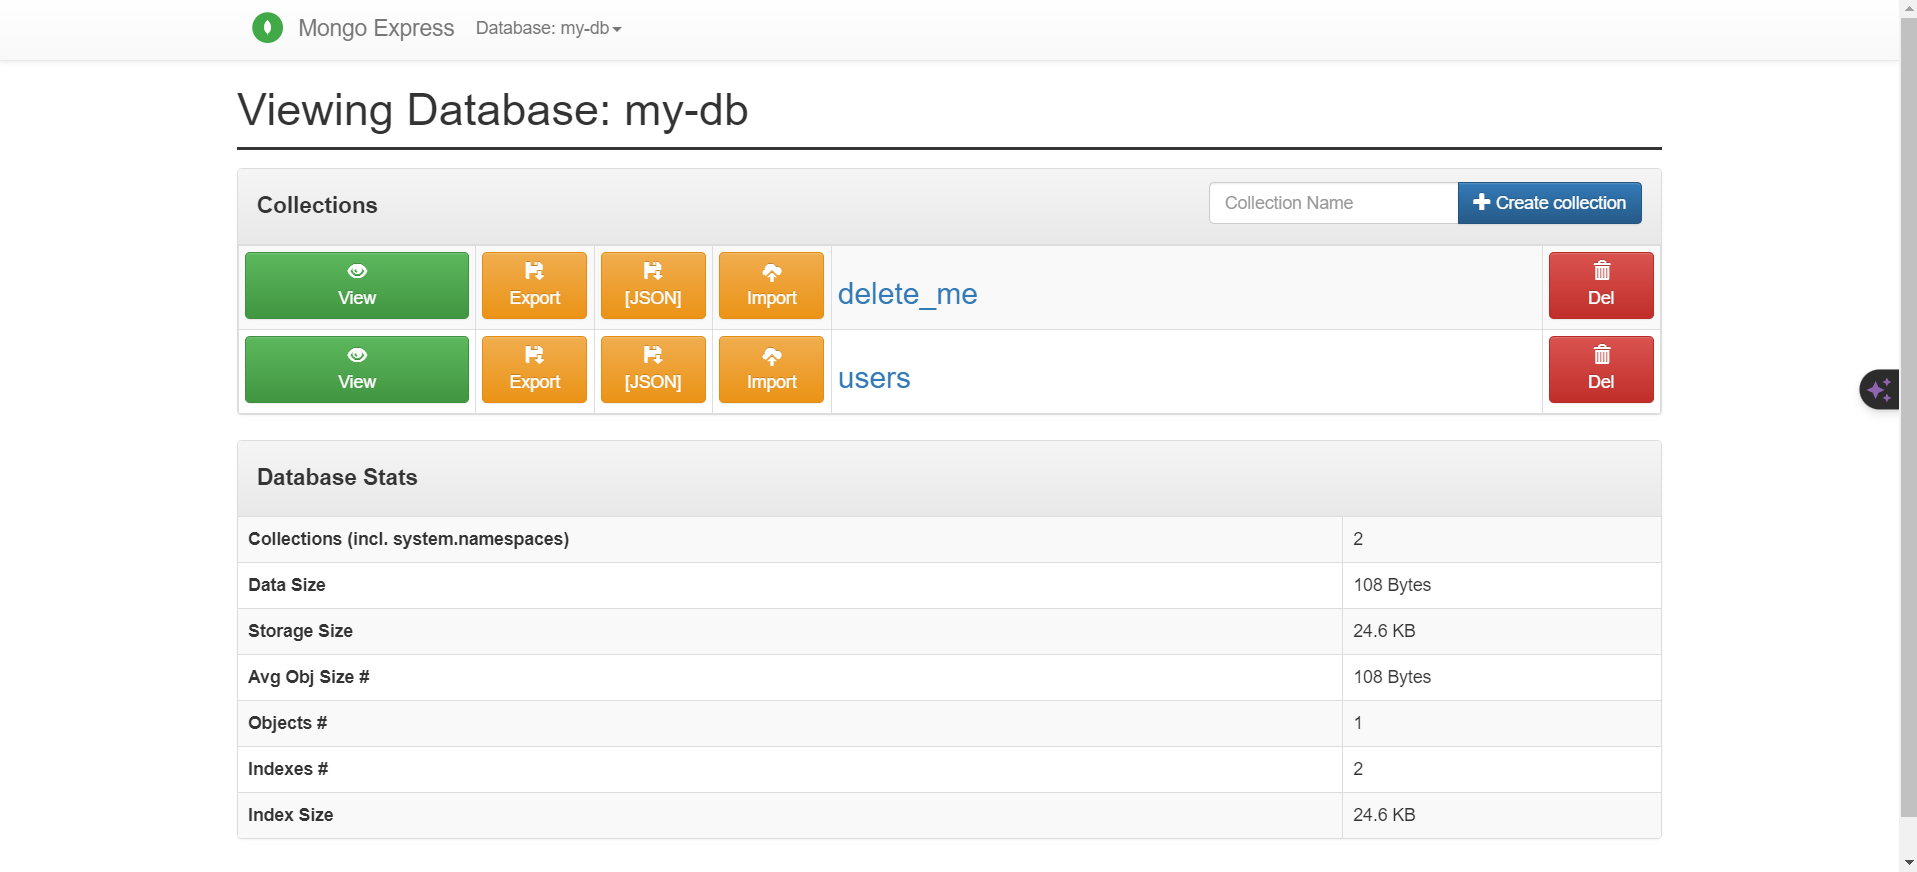 Mongo Express Database: my-db
Viewing Database: my-db
Collections
Collection Name
Create collection
View Export [JSON] Import delete_me Del
View Export [JSON] Import users Del
Database Stats
Collections (incl. system.namespaces) 2
Data Size 108 Bytes
Storage Size 24.6 KB
Avg Obj Size # 108 Bytes
Objects # 1
Indexes # 2
Index Size 24.6 KB